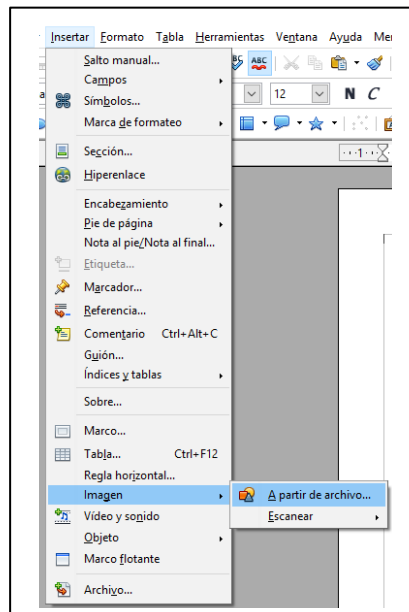 Insertar Formato Tabla Herramientas Ventana Ayuda
Salto manual...
ABC
Campos
Símbolos...
12 N C
Marca de formateo
Sección...
1
Hiperenlace
Encabezamiento
Pie de página
Nota al pie/Nota al final...
Etiqueta...
Marcador...
Referencia...
Comentario Ctrl+Alt+C
Guión...
Índices y tablas
Sobre...
Marco...
Tabla... Ctrl+F12
Regla horizontal...
Imagen A partir de archivo...
Vídeo y sonido Escanear
Objeto
Marco flotante
Archivo...